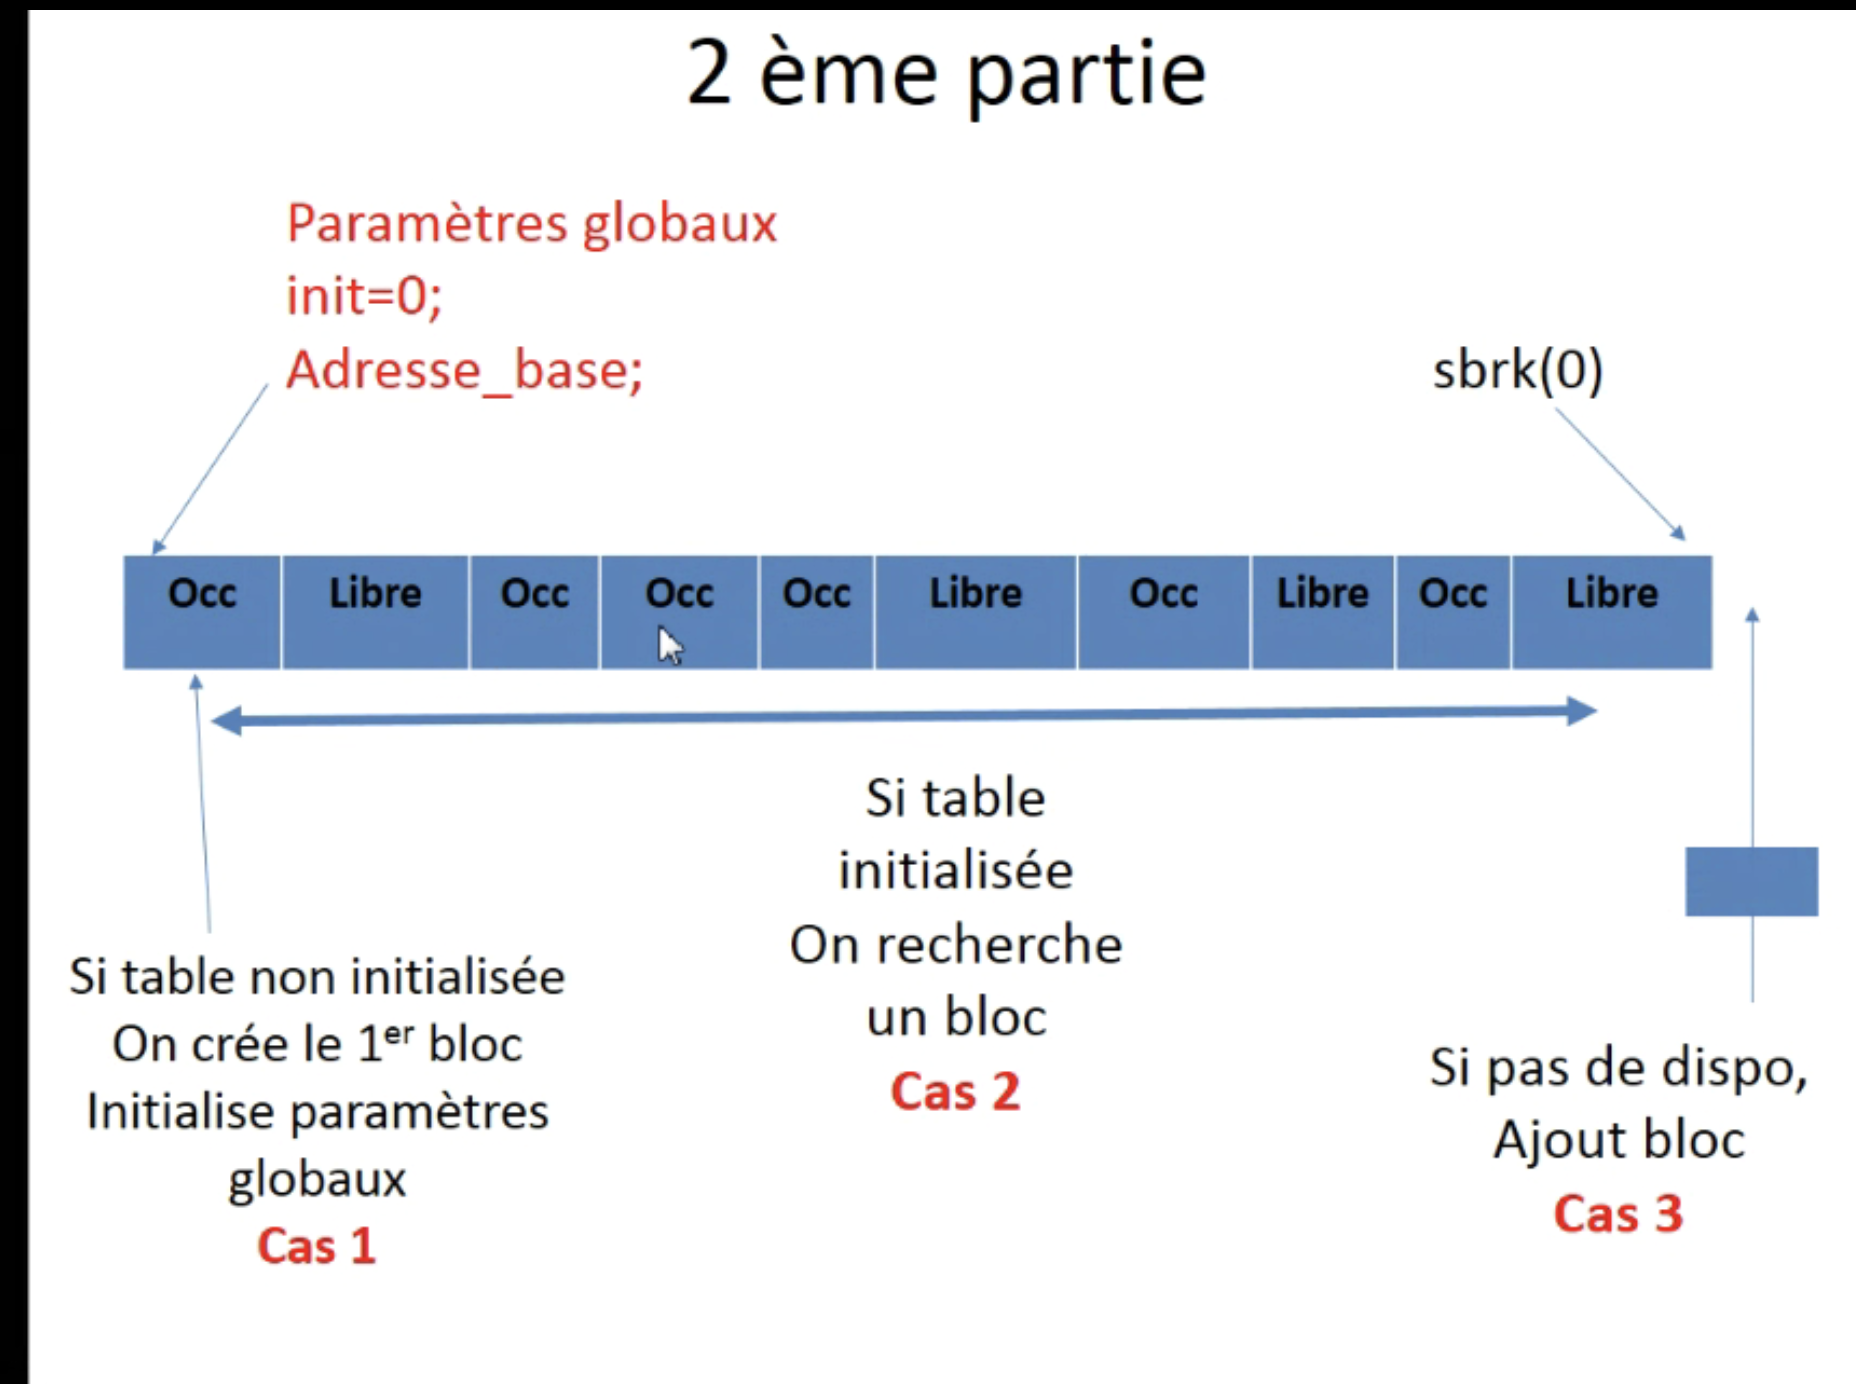 2 ème partie
Paramètres globaux
init=0;
Adresse_base;
sbrk(0)
Occ Libre Occ Occ Occ Libre Occ Libre Occ Libre
Si table non initialisée
On crée le 1er bloc
Initialise paramètres
globaux
Cas 1
Si table
initialisée
On recherche
un bloc
Cas 2
Si pas de dispo,
Ajout bloc
Cas 3